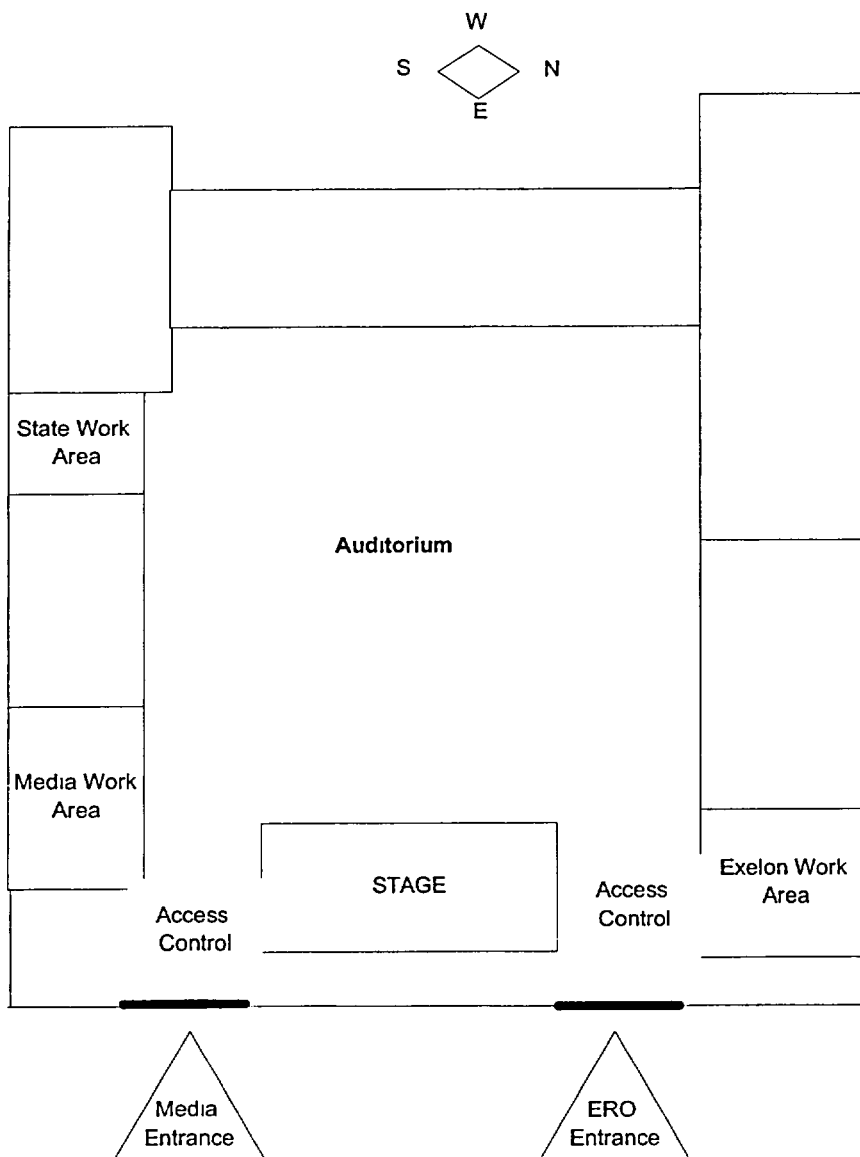 W
S
N
E
State Work
Area
Auditorium
Media Work
Area
STAGE
Access
Control
Access
Control
Exelon Work
Area
Media
Entrance
ERO
Entrance